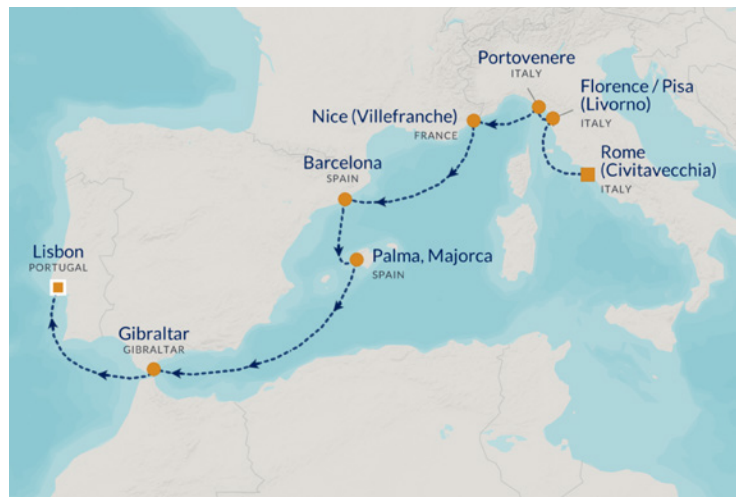 Portovenere
ITALY
Florence / Pisa
(Livorno)
ITALY
Nice (Villefranche)
FRANCE
Rome
(Civitavecchia)
ITALY
Barcelona
SPAIN
Lisbon
PORTUGAL
Palma, Majorca
SPAIN
Gibraltar
GIBRALTAR